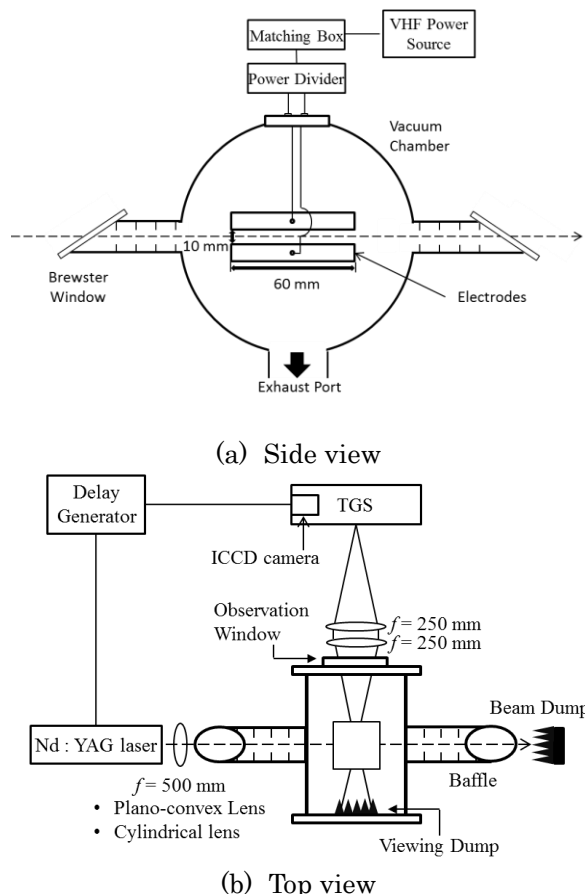 VHF Power
Source
Matching Box
Power Divider
Vacuum
Chamber
10 mm
Brewster
Window
60 mm
Electrodes
Exhaust Port
(a) Side view
Delay
Generator
TGS
ICCD camera
Observation
Window
f = 250 mm
f = 250 mm
Beam Dump
Nd : YAG laser
f = 500 mm
• Plano-convex Lens
• Cylindrical lens
Baffle
Viewing Dump
(b) Top view